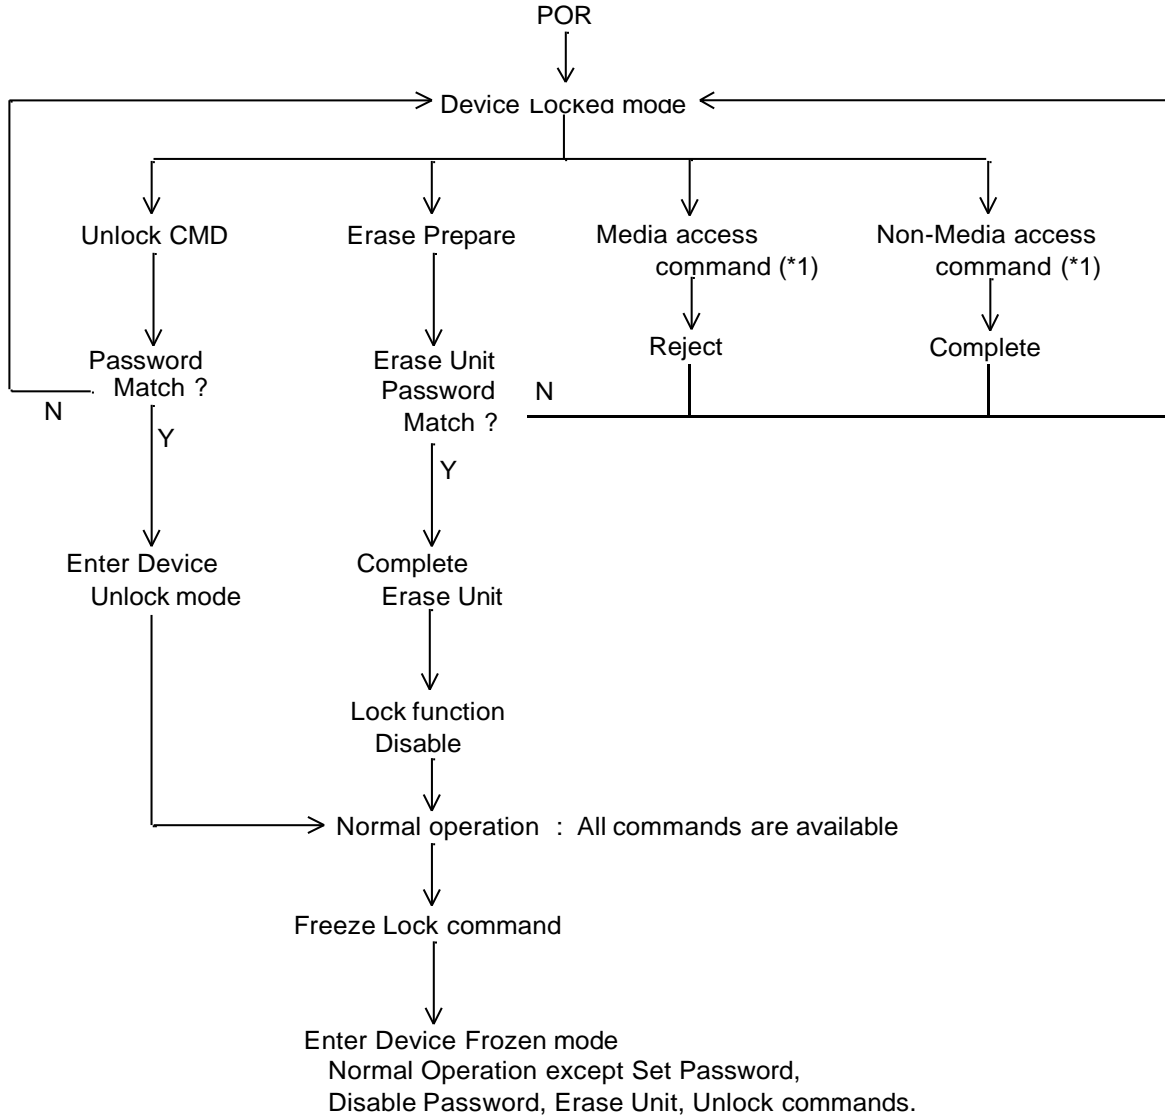 POR
Device Locked mode
Unlock CMD
Erase Prepare
Media access
command (*1)
Non-Media access
command (*1)
Password
Match ?
N
Y
Erase Unit
Password
Match ?
N
Y
Reject
Complete
Enter Device
Unlock mode
Complete
Erase Unit
Lock function
Disable
Normal operation : All commands are available
Freeze Lock command
Enter Device Frozen mode
Normal Operation except Set Password,
Disable Password, Erase Unit, Unlock commands.